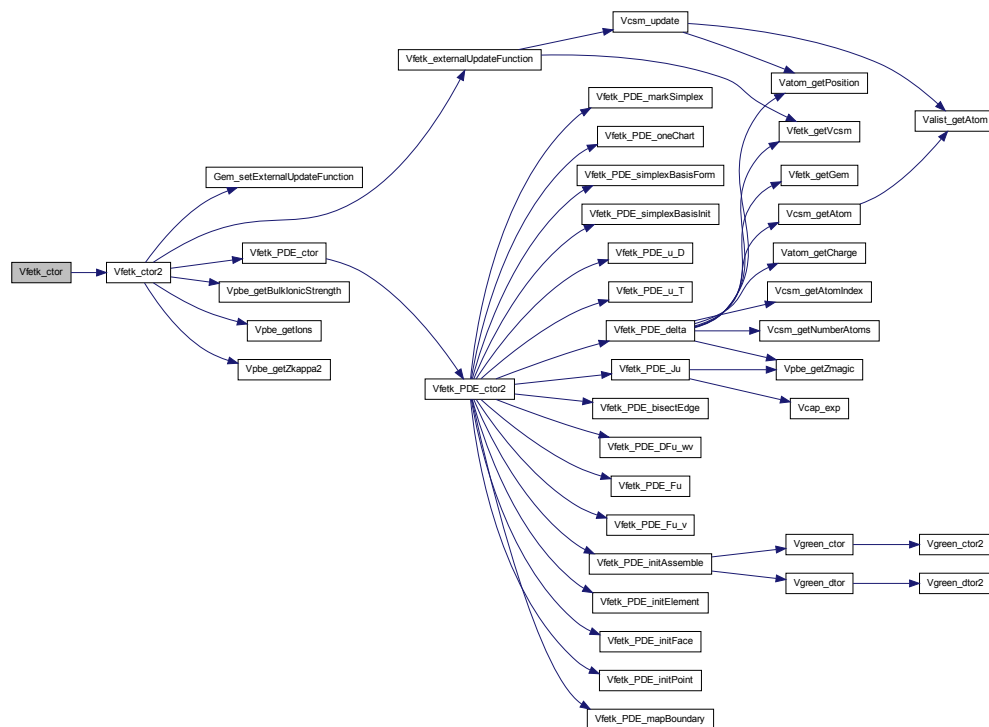 Vfetk_ctor
Vfetk_ctor2
Gem_setExternalUpdateFunction
Vfetk_externalUpdateFunction
Vfetk_PDE_ctor
Vpbe_getBulkIonicStrength
Vpbe_getIons
Vpbe_getZkappa2
Vcsm_update
Vfetk_PDE_ctor2
Vfetk_PDE_markSimplex
Vfetk_PDE_oneChart
Vfetk_PDE_simplexBasisForm
Vfetk_PDE_simplexBasisInit
Vfetk_PDE_u_D
Vfetk_PDE_u_T
Vfetk_PDE_delta
Vfetk_PDE_Ju
Vfetk_PDE_bisectEdge
Vfetk_PDE_DFu_wv
Vfetk_PDE_Fu
Vfetk_PDE_Fu_v
Vfetk_PDE_initAssemble
Vfetk_PDE_initElement
Vfetk_PDE_initFace
Vfetk_PDE_initPoint
Vfetk_PDE_mapBoundary
Vatom_getPosition
Vfetk_getVcsm
Vfetk_getGem
Vcsm_getAtom
Vatom_getCharge
Vcsm_getAtomIndex
Vcsm_getNumberAtoms
Vpbe_getZmagic
Vcap_exp
Vgreen_ctor
Vgreen_dtor
Valist_getAtom
Vgreen_ctor2
Vgreen_dtor2